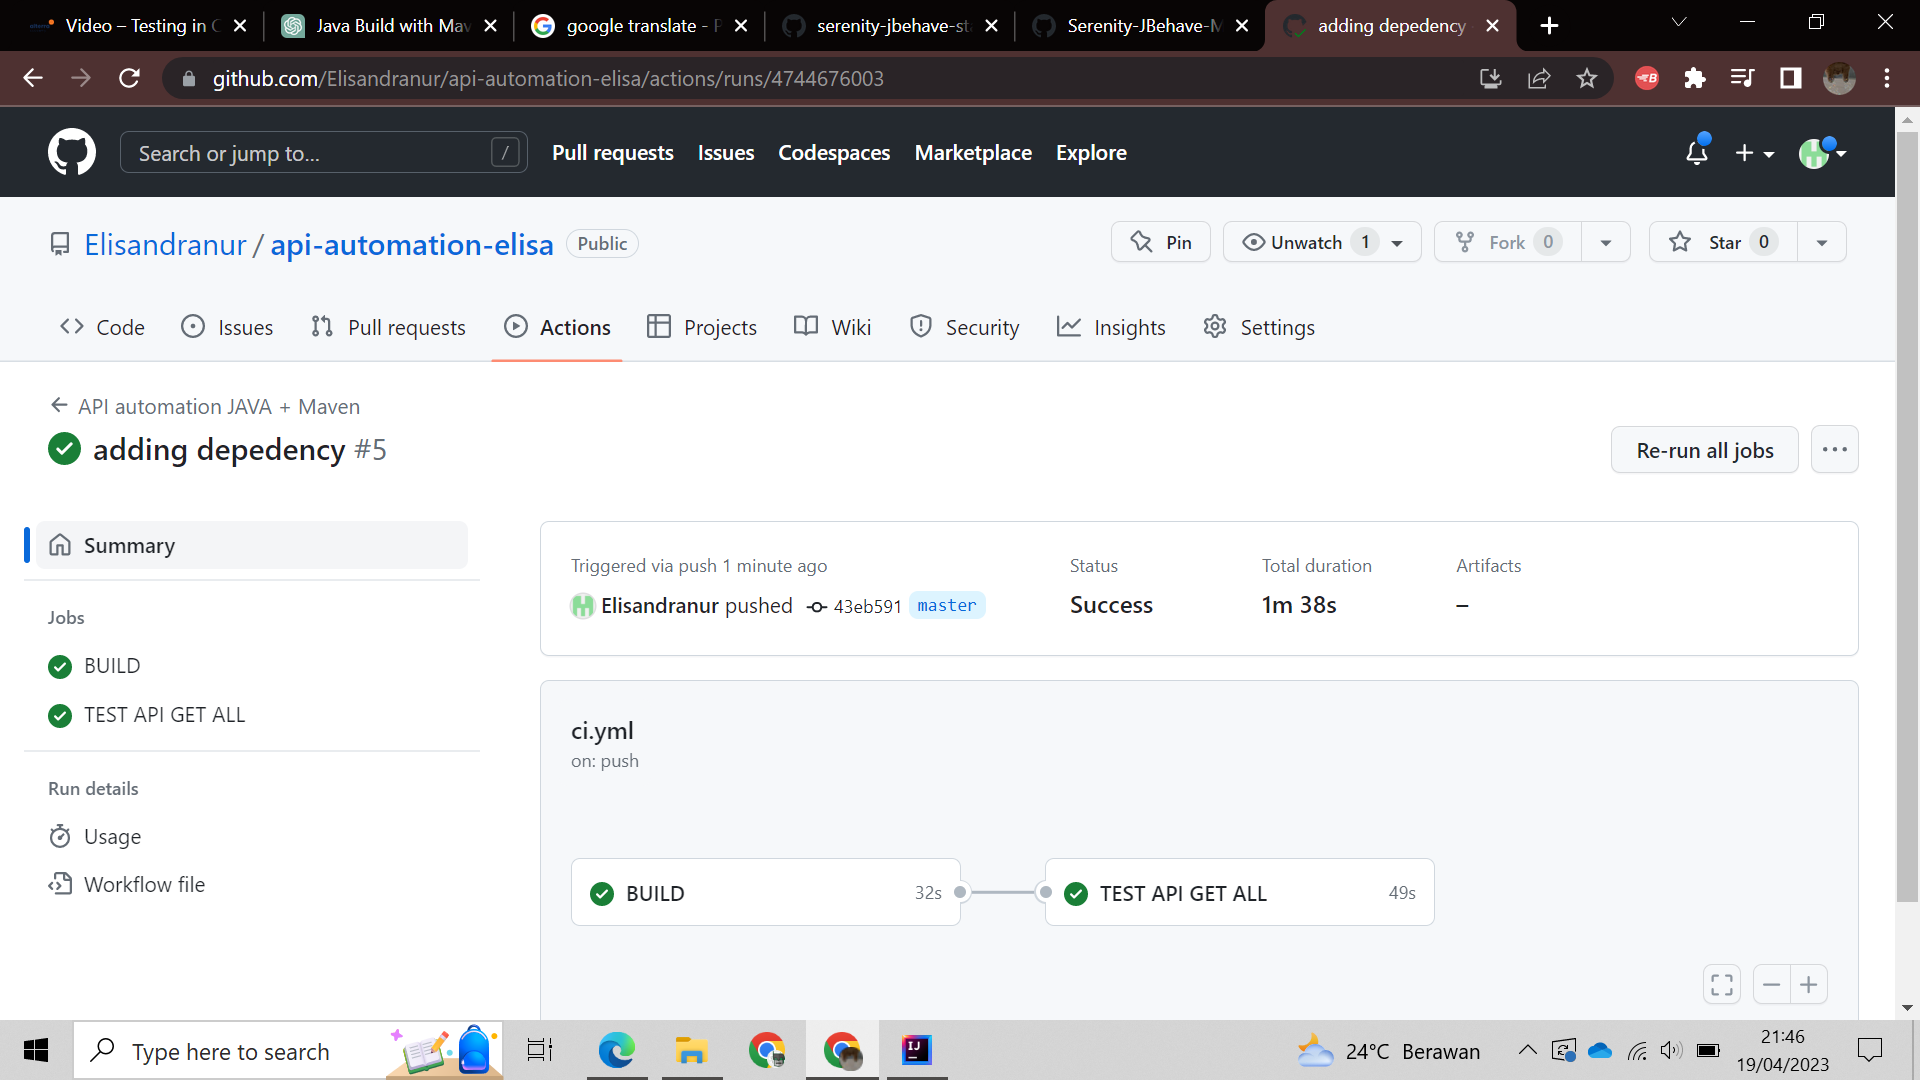 Video – Testing in C
Java Build with Mav
google translate - P
serenity-jbehave-sta
Serenity-JBehave-M
adding depedency
github.com/Elisandranur/api-automation-elisa/actions/runs/4744676003
Search or jump to... /
Pull requests Issues Codespaces Marketplace Explore
Elisandranur / api-automation-elisa Public
Pin Unwatch 1 Fork 0 Star 0
Code Issues Pull requests Actions Projects Wiki Security Insights Settings
API automation JAVA + Maven
adding depedency #5
Re-run all jobs
Summary
Jobs
BUILD
TEST API GET ALL
Run details
Usage
Workflow file
Triggered via push 1 minute ago
Elisandranur pushed 43eb591 master
Status
Success
Total duration
1m 38s
Artifacts
–
ci.yml
on: push
BUILD 32s
TEST API GET ALL 49s
Type here to search
24°C Berawan
21:46
19/04/2023